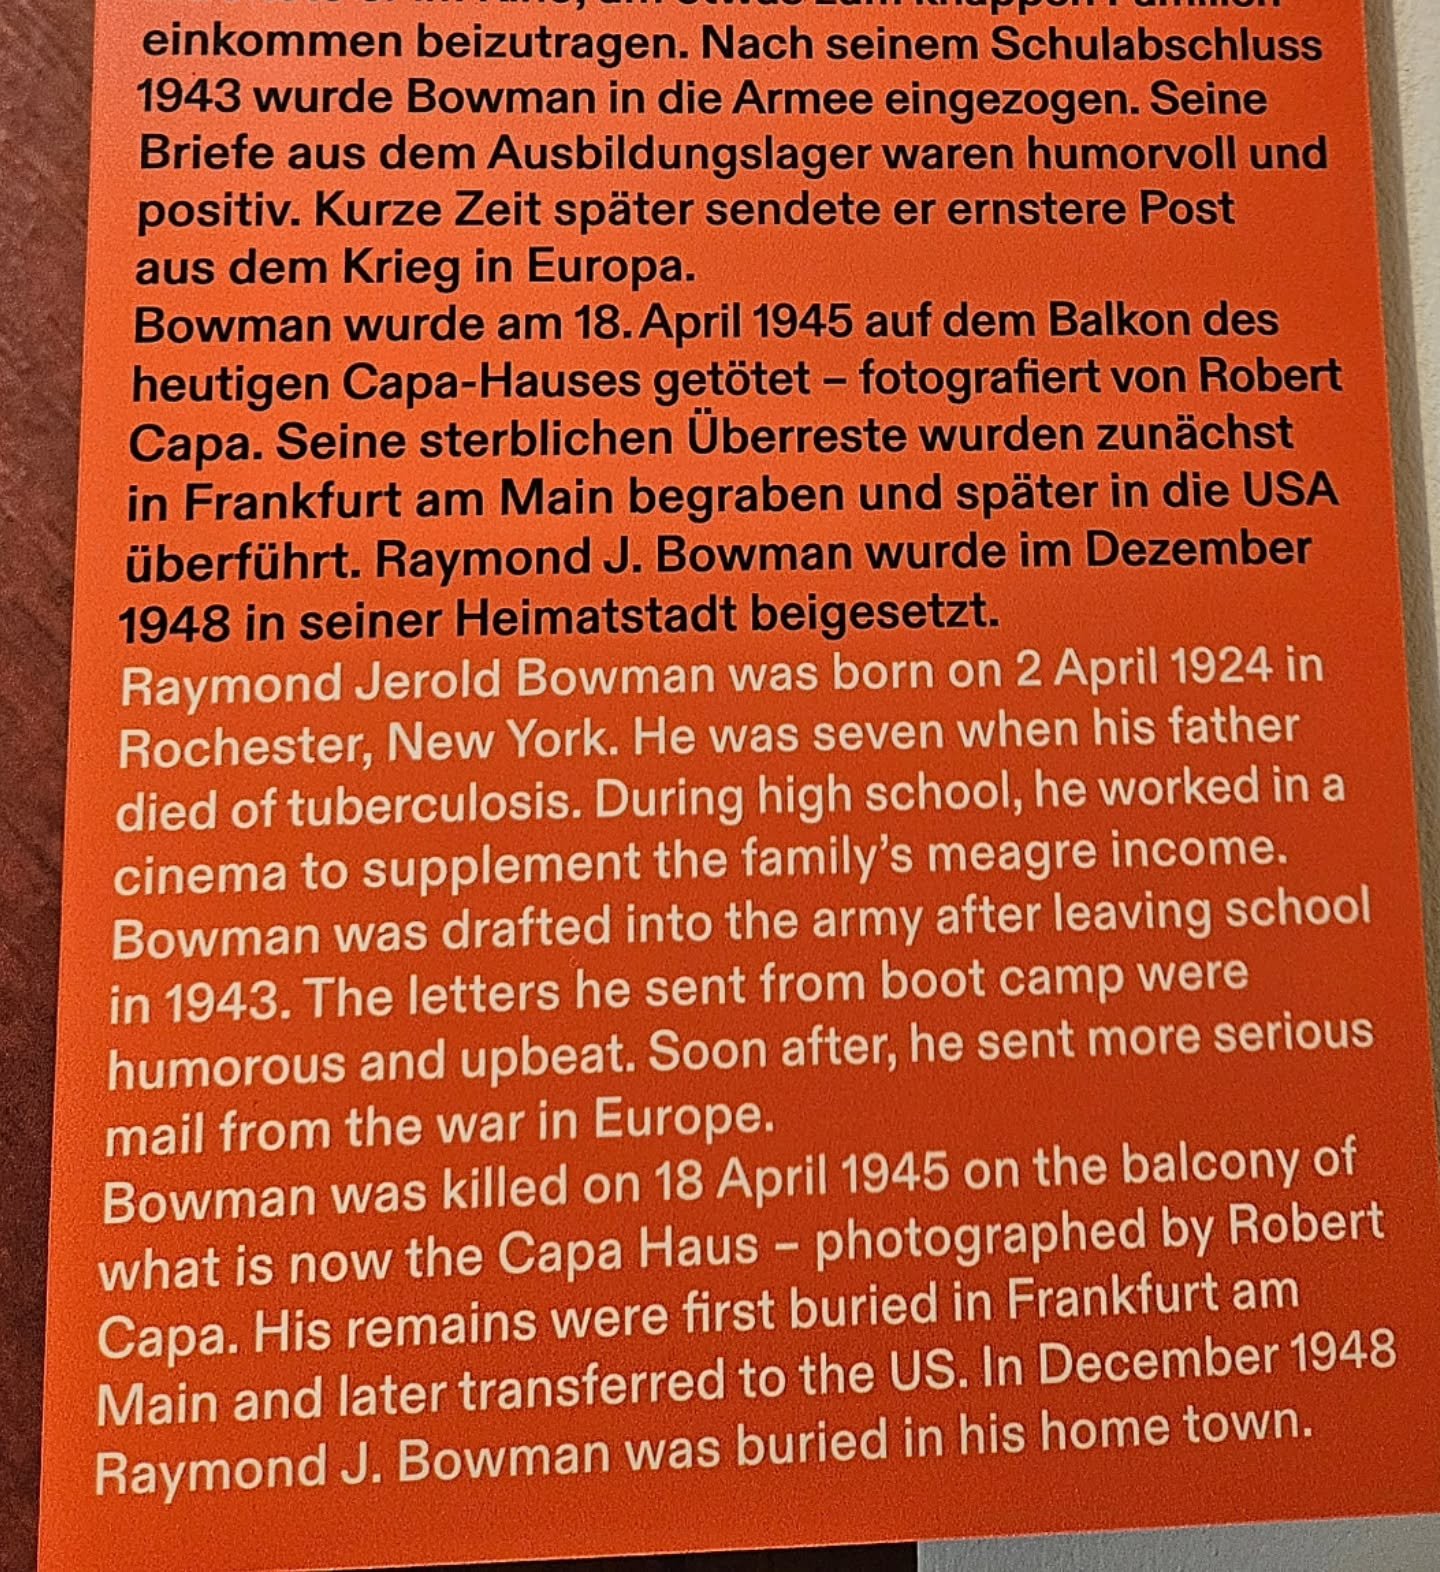 einkommen beizutragen. Nach seinem Schulabschluss
1943 wurde Bowman in die Armee eingezogen. Seine
Briefe aus dem Ausbildungslager waren humorvoll und
positiv. Kurze Zeit später sendete er ernstere Post
aus dem Krieg in Europa.
Bowman wurde am 18. April 1945 auf dem Balkon des
heutigen Capa-Hauses getötet – fotografiert von Robert
Capa. Seine sterblichen Überreste wurden zunächst
in Frankfurt am Main begraben und später in die USA
überführt. Raymond J. Bowman wurde im Dezember
1948 in seiner Heimatstadt beigesetzt.
Raymond Jerold Bowman was born on 2 April 1924 in
Rochester, New York. He was seven when his father
died of tuberculosis. During high school, he worked in a
cinema to supplement the family’s meagre income.
Bowman was drafted into the army after leaving school
in 1943. The letters he sent from boot camp were
humorous and upbeat. Soon after, he sent more serious
mail from the war in Europe.
Bowman was killed on 18 April 1945 on the balcony of
what is now the Capa Haus – photographed by Robert
Capa. His remains were first buried in Frankfurt am
Main and later transferred to the US. In December 1948
Raymond J. Bowman was buried in his home town.